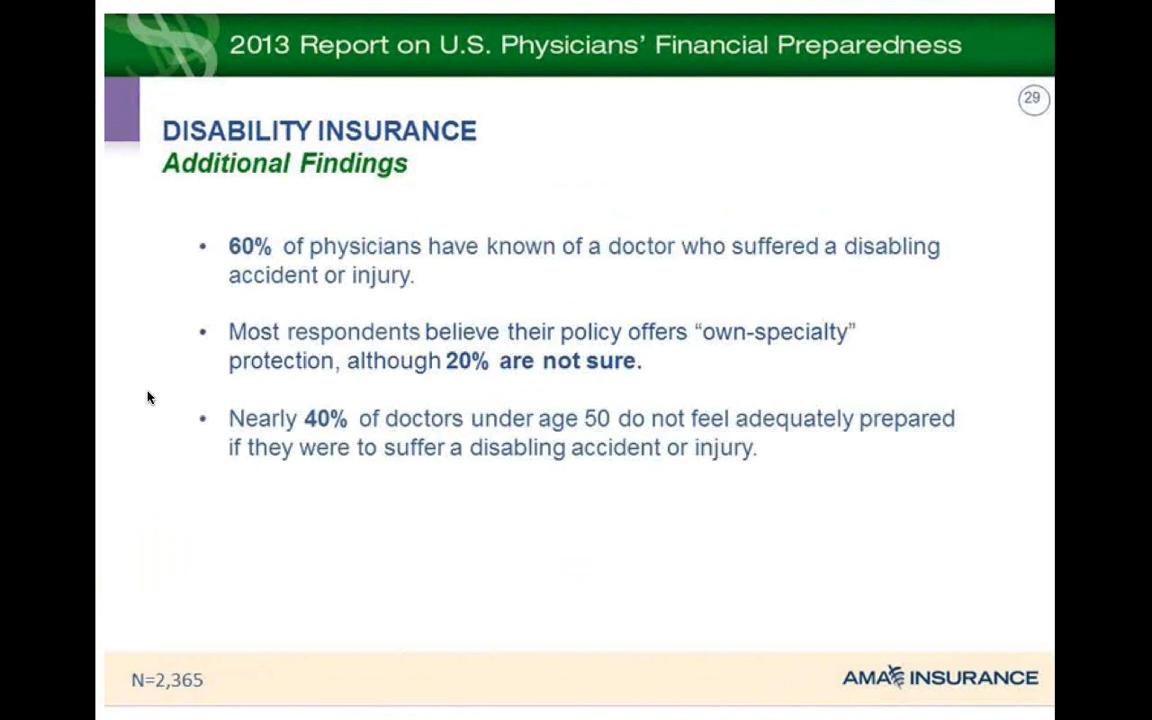 2013 Report on U.S. Physicians’ Financial Preparedness
29
DISABILITY INSURANCE
Additional Findings
• 60% of physicians have known of a doctor who suffered a disabling
accident or injury.
• Most respondents believe their policy offers “own-specialty”
protection, although 20% are not sure.
• Nearly 40% of doctors under age 50 do not feel adequately prepared
if they were to suffer a disabling accident or injury.
N=2,365
AMA INSURANCE